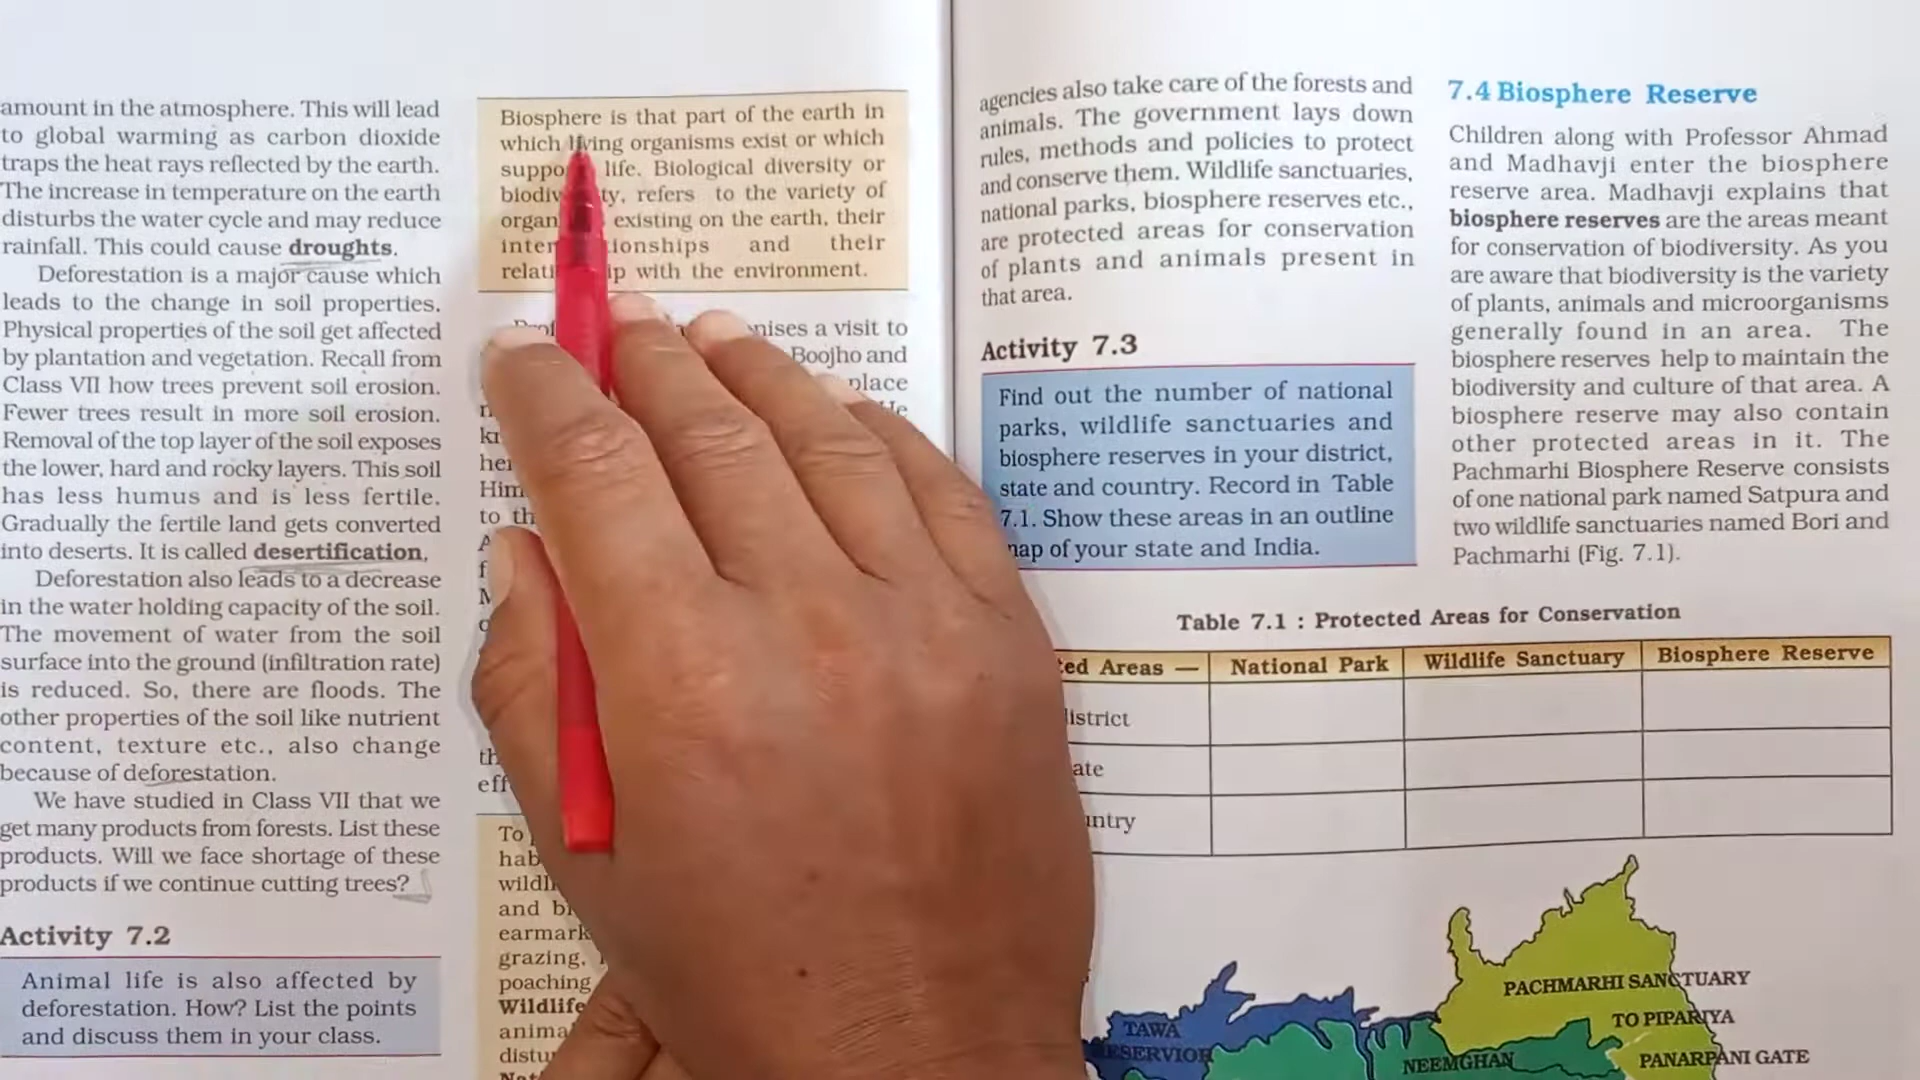 amount in the atmosphere. This will lead
to global warming as carbon dioxide
traps the heat rays reflected by the earth.
The increase in temperature on the earth
disturbs the water cycle and may reduce
rainfall. This could cause droughts.
Deforestation is a major cause which
leads to the change in soil properties.
Physical properties of the soil get affected
by plantation and vegetation. Recall from
Class VII how trees prevent soil erosion.
Fewer trees result in more soil erosion.
Removal of the top layer of the soil exposes
the lower, hard and rocky layers. This soil
has less humus and is less fertile.
Gradually the fertile land gets converted
into deserts. It is called desertification.
Deforestation also leads to a decrease
in the water holding capacity of the soil.
The movement of water from the soil
surface into the ground (infiltration rate)
is reduced. So, there are floods. The
other properties of the soil like nutrient
content, texture etc., also change
because of deforestation.
We have studied in Class VII that we
get many products from forests. List these
products. Will we face shortage of these
products if we continue cutting trees?
Activity 7.2
Animal life is also affected by
deforestation. How? List the points
and discuss them in your class.
Biosphere is that part of the earth in
which living organisms exist or which
life. Biological diversity or
refers to the variety of
existing on the earth, their
and their
with the environment.
a visit to
Boojho and
place
to
To
and
earmark
grazing,
poaching
Wildlife
agencies also take care of the forests and
animals. The government lays down
rules, methods and policies to protect
and conserve them. Wildlife sanctuaries,
national parks, biosphere reserves etc.,
are protected areas for conservation
of plants and animals present in
that area.
Activity 7.3
Find out the number of national
parks, wildlife sanctuaries and
biosphere reserves in your district,
state and country. Record in Table
7.1. Show these areas in an outline
map of your state and India.
7.4 Biosphere Reserve
Children along with Professor Ahmad
and Madhavji enter the biosphere
reserve area. Madhavji explains that
biosphere reserves are the areas meant
for conservation of biodiversity. As you
are aware that biodiversity is the variety
of plants, animals and microorganisms
generally found in an area. The
biosphere reserves help to maintain the
biodiversity and culture of that area. A
biosphere reserve may also contain
other protected areas in it. The
Pachmarhi Biosphere Reserve consists
of one national park named Satpura and
two wildlife sanctuaries named Bori and
Pachmarhi (Fig. 7.1).
Table 7.1 : Protected Areas for Conservation
Areas — National Park Wildlife Sanctuary Biosphere Reserve
district
PACHMARHI SANCTUARY
TO PIPARIYA
TAWA
RESERVIOR
NEEMGHAN
PANARPANI GATE